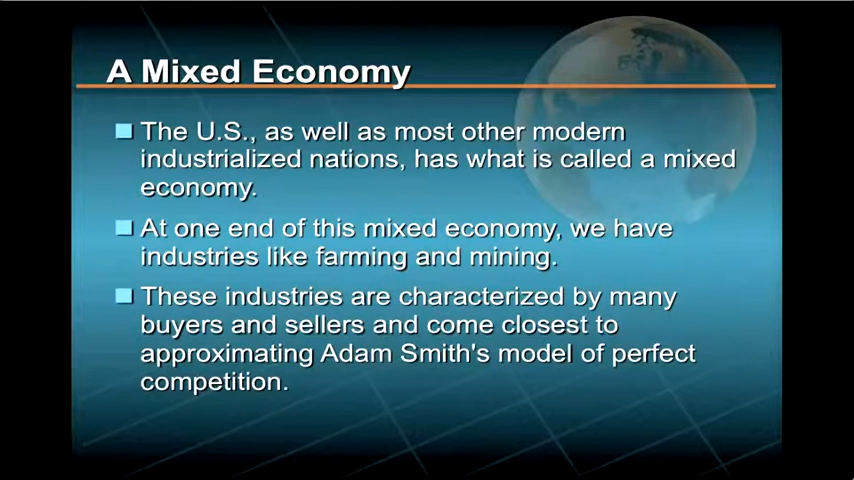 A Mixed Economy
The U.S., as well as most other modern
industrialized nations, has what is called a mixed
economy.
At one end of this mixed economy, we have
industries like farming and mining.
These industries are characterized by many
buyers and sellers and come closest to
approximating Adam Smith's model of perfect
competition.